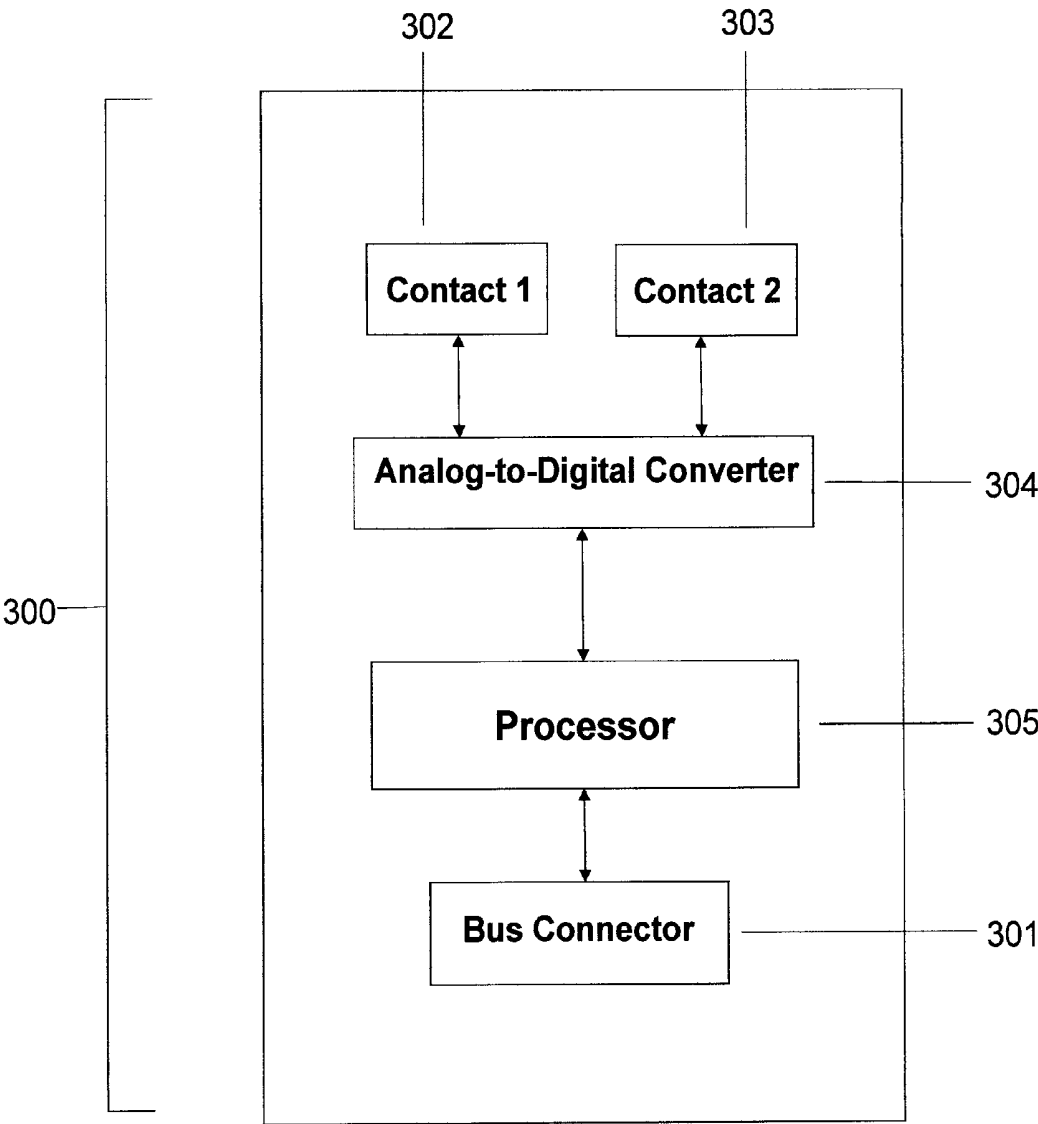 302
303
Contact 1
Contact 2
Analog-to-Digital Converter
304
300
Processor
305
Bus Connector
301